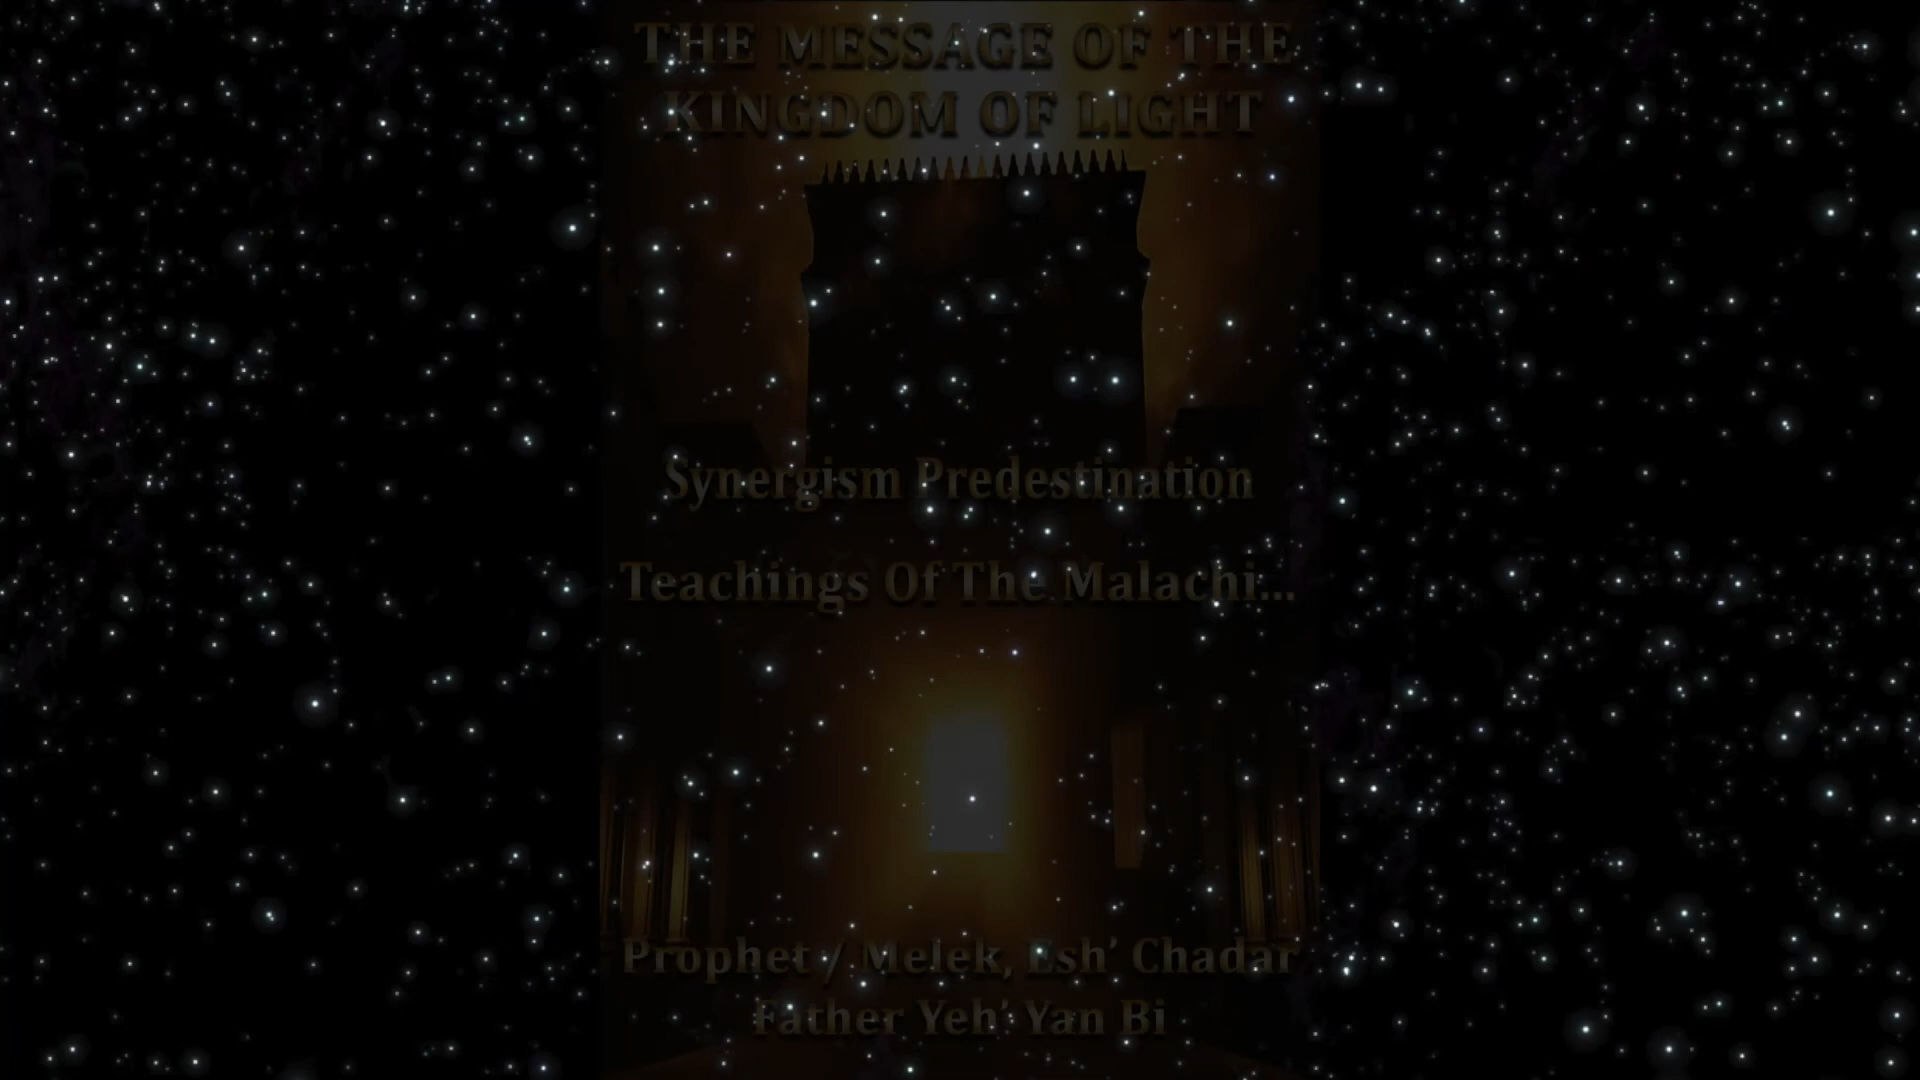 THE MESSAGE OF THE
KINGDOM OF LIGHT
Synergism Predestination
Teachings Of The Malachi...
Prophet / Melek, Esh’ Chadar
Father Yeh’ Yan Bi